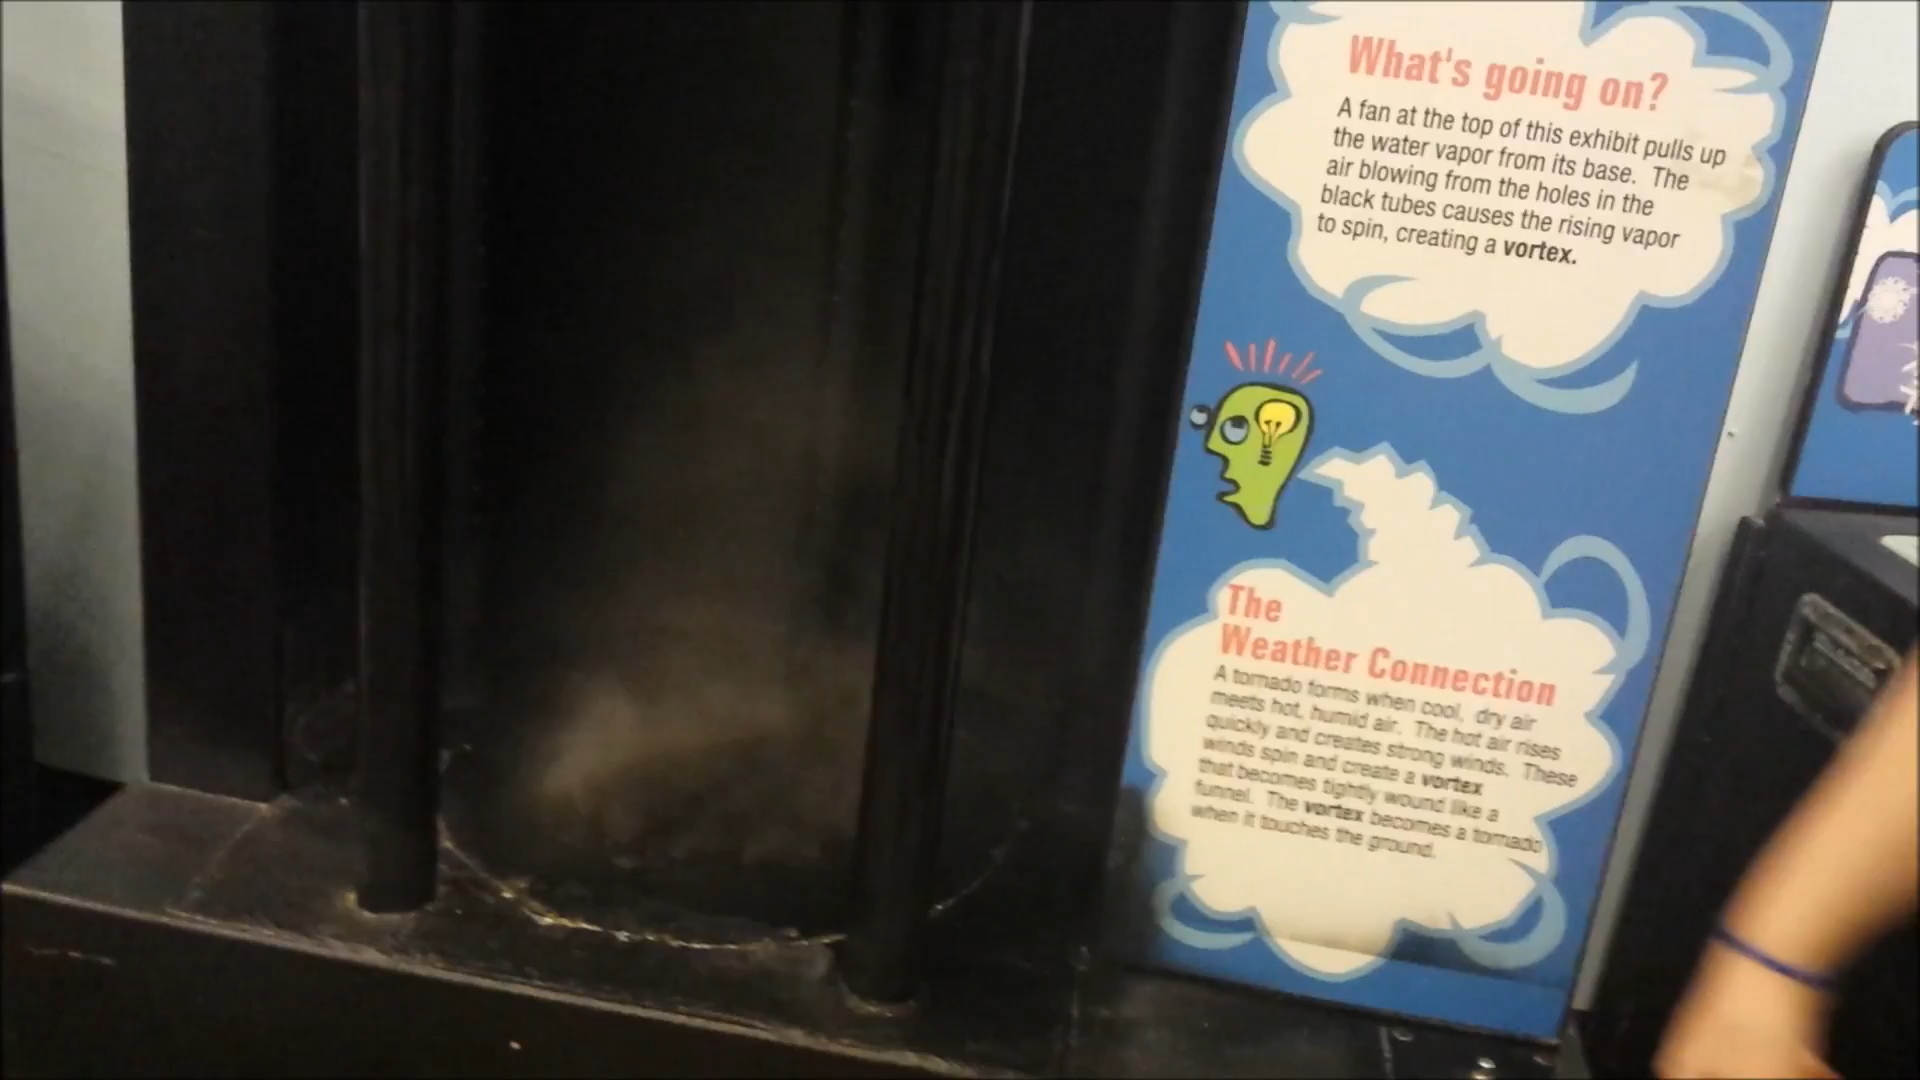 What's going on?
A fan at the top of this exhibit pulls up
the water vapor from its base. The
air blowing from the holes in the
black tubes causes the rising vapor
to spin, creating a vortex.
The
Weather Connection
A tornado forms when cool, dry air
meets hot, humid air. The hot air rises
quickly and creates strong winds. These
winds spin and create a vortex
that becomes tightly wound like a
funnel. The vortex becomes a tornado
when it touches the ground.